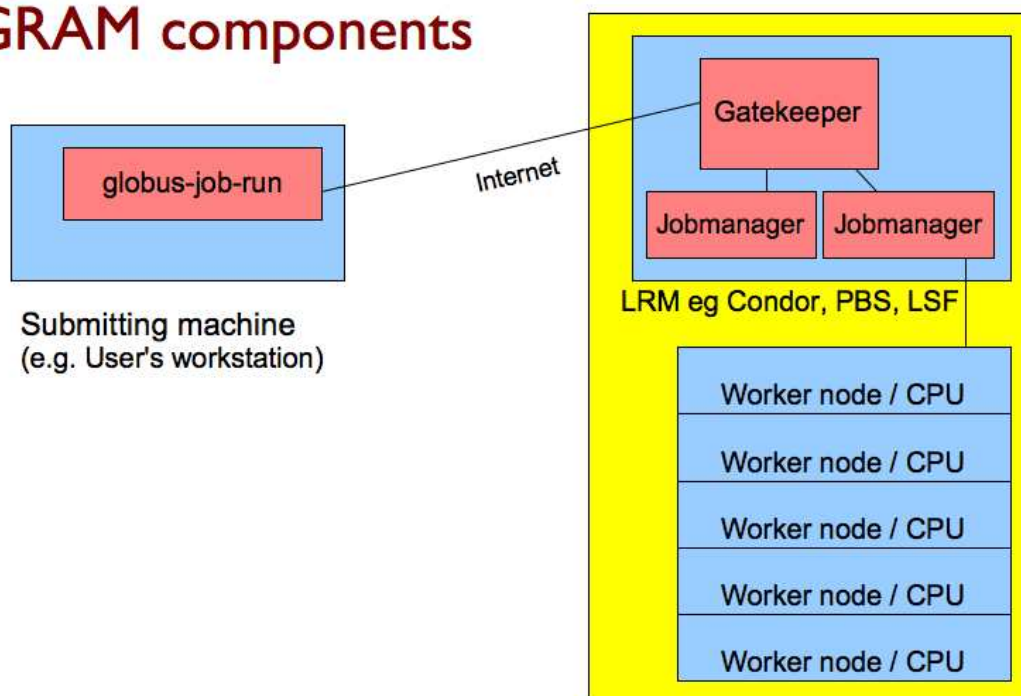 GRAM components
globus-job-run
Submitting machine
(e.g. User's workstation)
Internet
Gatekeeper
Jobmanager
Jobmanager
LRM eg Condor, PBS, LSF
Worker node / CPU
Worker node / CPU
Worker node / CPU
Worker node / CPU
Worker node / CPU